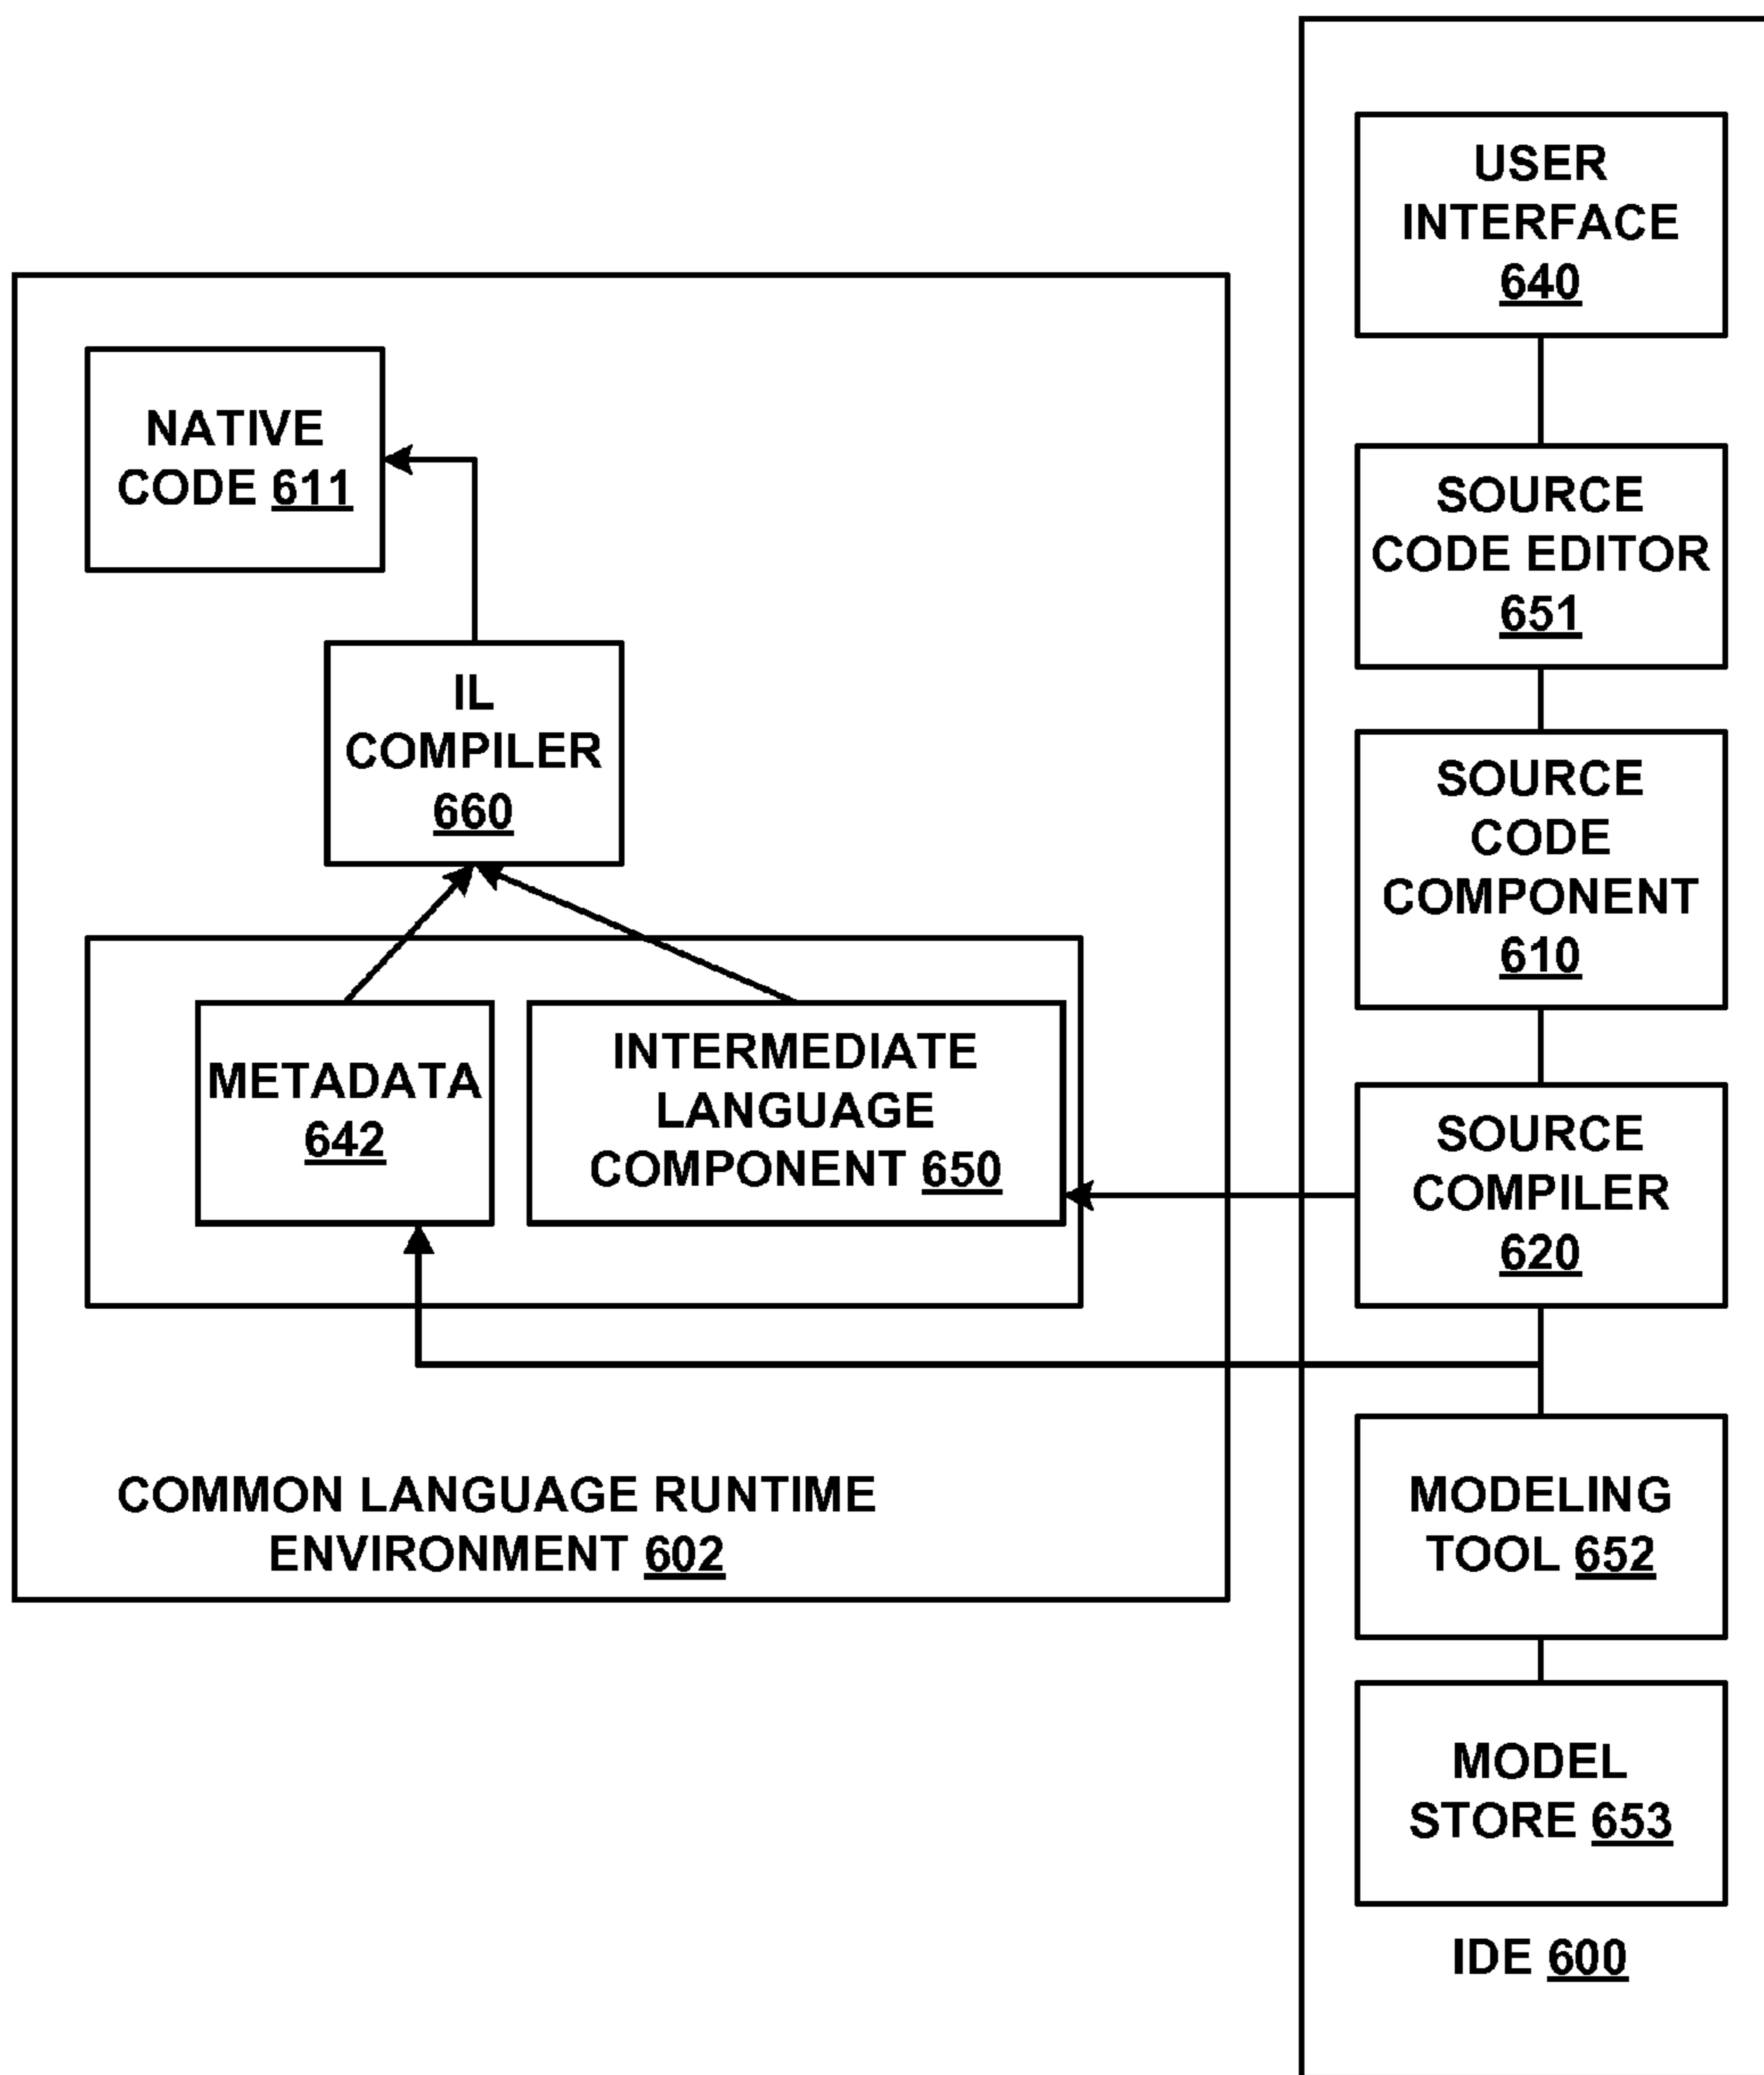 USER
INTERFACE
640
NATIVE
CODE 611
SOURCE
CODE EDITOR
651
IL
COMPILER
660
SOURCE
CODE
COMPONENT
610
METADATA
642
INTERMEDIATE
LANGUAGE
COMPONENT 650
SOURCE
COMPILER
620
COMMON LANGUAGE RUNTIME
ENVIRONMENT 602
MODELING
TOOL 652
MODEL
STORE 653
IDE 600